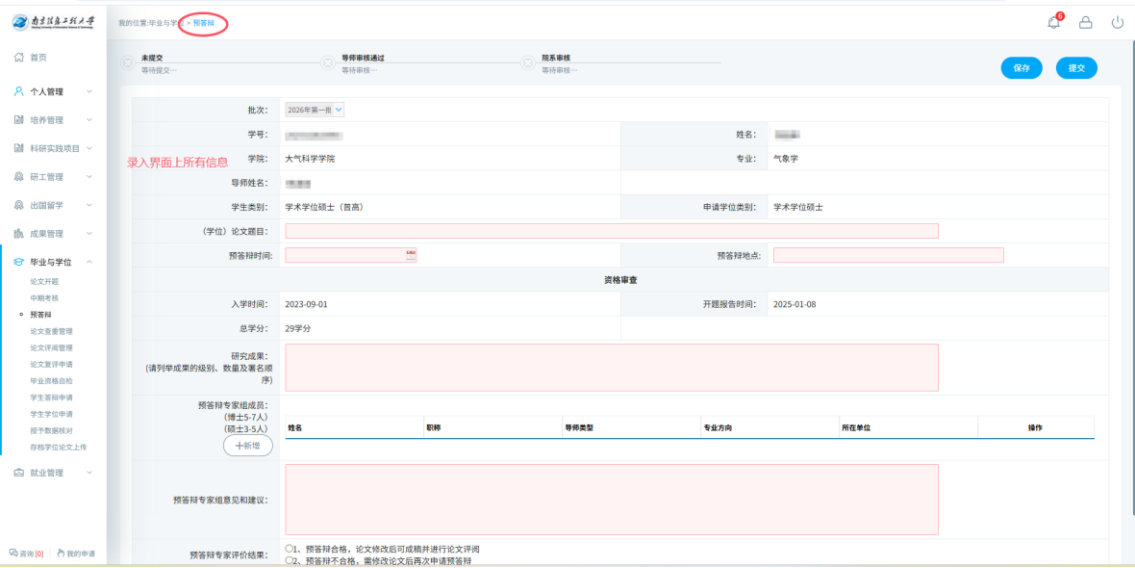 南京信息工程大学
我的位置:毕业与学位 > 预答辩
6
首页
个人管理
培养管理
科研实践项目
研工管理
出国留学
成果管理
毕业与学位
论文开题
中期考核
预答辩
论文查重管理
论文评阅管理
论文复评申请
毕业资格自检
学生答辩申请
学生学位申请
授予数据核对
存档学位论文上传
就业管理
咨询[0] 我的申请
未提交
等待提交…
导师审核通过
等待审核…
院系审核
等待审核…
保存 提交
录入界面上所有信息
批次: 2026年第一批
学号: 姓名:
学院: 大气科学学院 专业: 气象学
导师姓名:
学生类别: 学术学位硕士（普高） 申请学位类别: 学术学位硕士
（学位）论文题目:
预答辩时间: 预答辩地点:
资格审查
入学时间: 2023-09-01 开题报告时间: 2025-01-08
总学分: 29学分
研究成果:
(请列举成果的级别、数量及署名顺
序)
预答辩专家组成员:
(博士5-7人)
(硕士3-5人)
+新增
姓名 职称 导师类型 专业方向 所在单位 操作
预答辩专家组意见和建议:
预答辩专家评价结果:
1、预答辩合格，论文修改后可成稿并进行论文评阅
2、预答辩不合格，需修改论文后再次申请预答辩